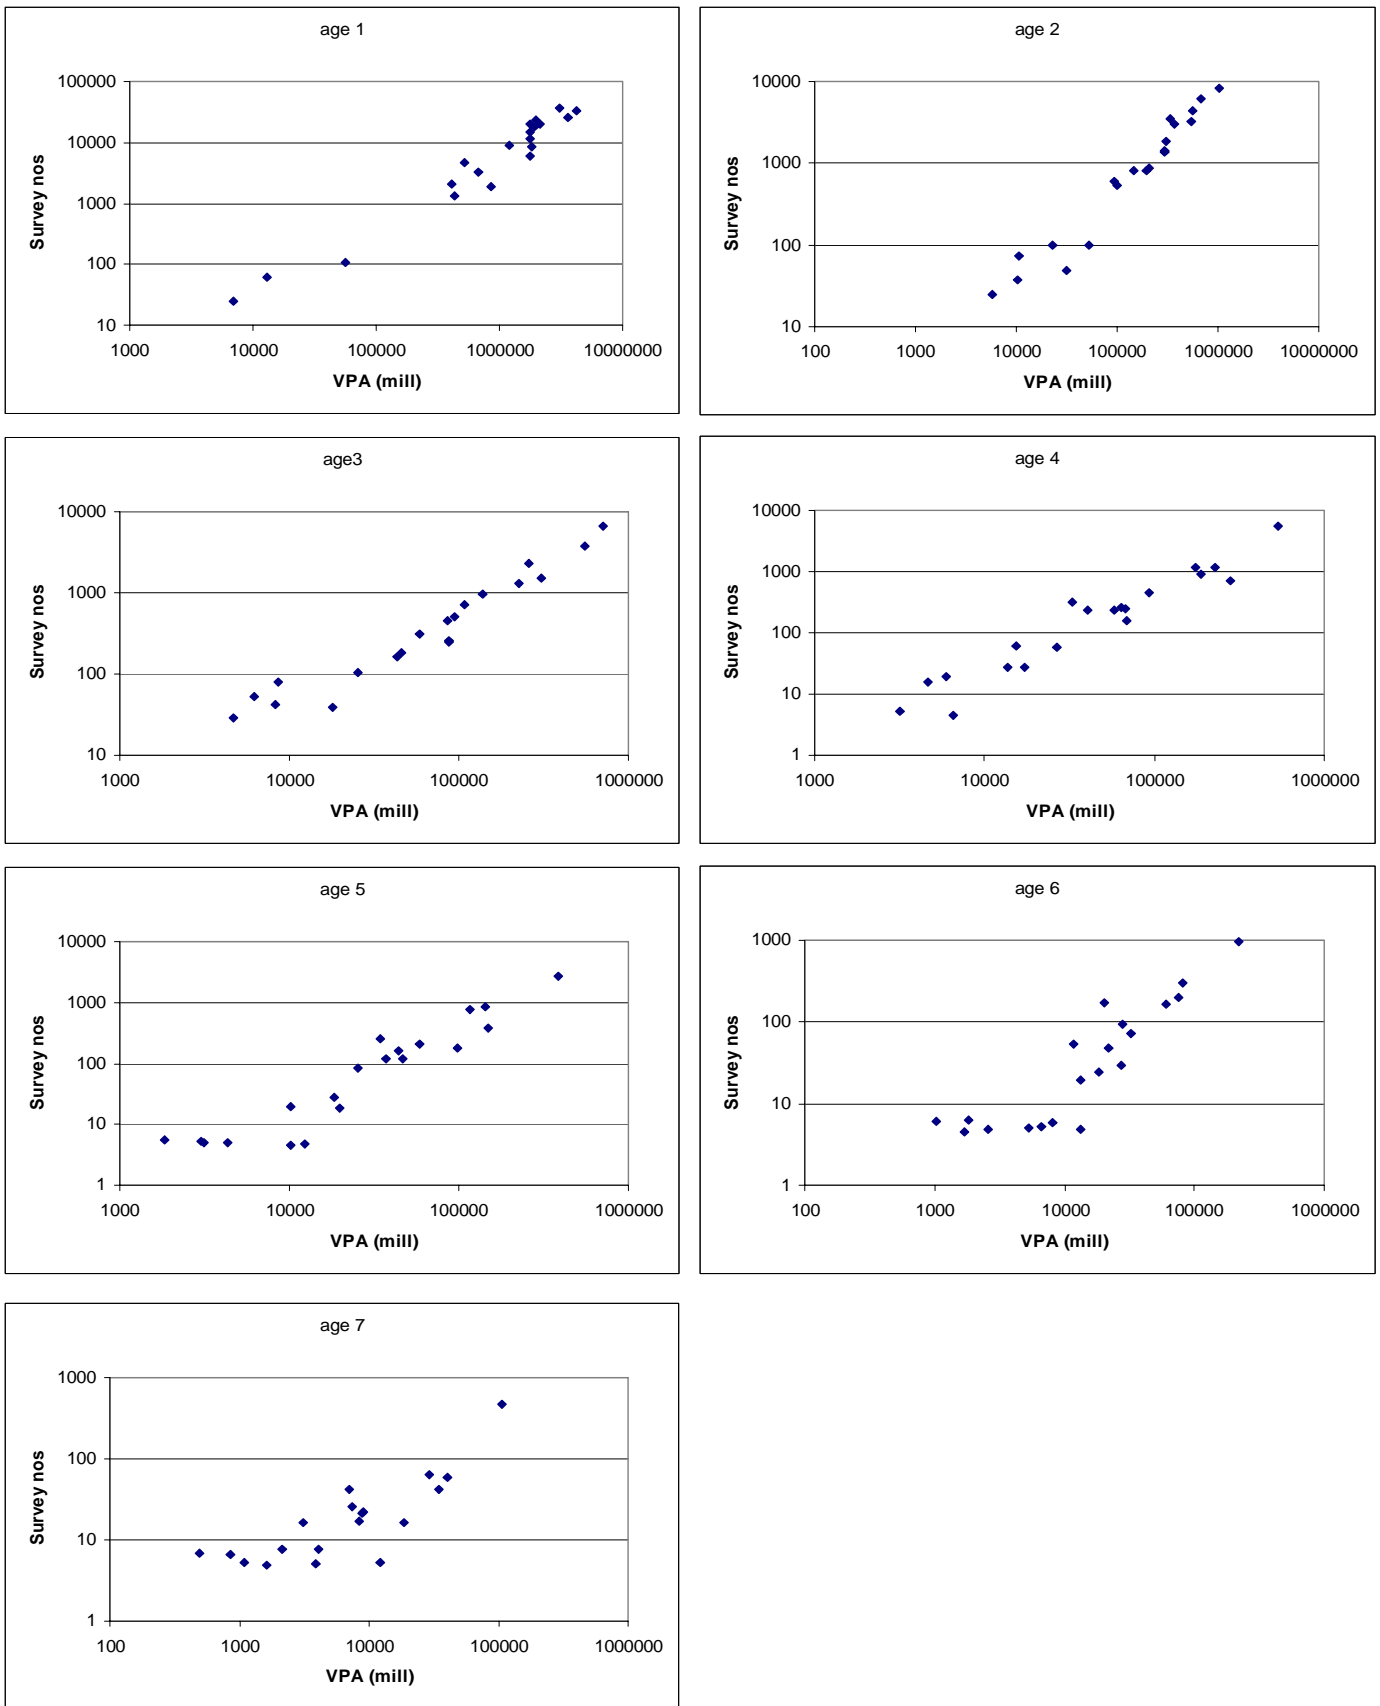 age 1
100000
10000
1000
100
10
1000 10000 100000 1000000 10000000
VPA (mill)
Survey nos
age 2
10000
1000
100
10
100 1000 10000 100000 1000000 10000000
VPA (mill)
Survey nos
age3
10000
1000
100
10
1000 10000 100000 1000000
VPA (mill)
Survey nos
age 4
10000
1000
100
10
1
1000 10000 100000 1000000
VPA (mill)
Survey nos
age 5
10000
1000
100
10
1
1000 10000 100000 1000000
VPA (mill)
Survey nos
age 6
1000
100
10
1
100 1000 10000 100000 1000000
VPA (mill)
Survey nos
age 7
1000
100
10
1
100 1000 10000 100000 1000000
VPA (mill)
Survey nos